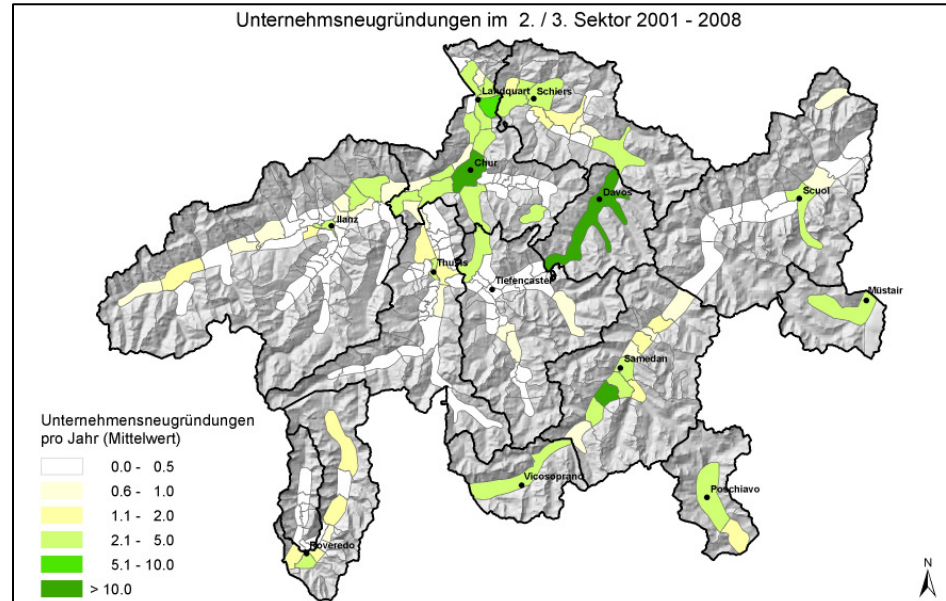 Unternehmsneugründungen im 2. / 3. Sektor 2001 - 2008
Landquart
Schiers
Chur
Davos
Scuol
Ilanz
Thusis
Tiefencastel
Müstair
Samedan
Vicosoprano
Poschiavo
Roveredo
Unternehmensneugründungen
pro Jahr (Mittelwert)
0.0 - 0.5
0.6 - 1.0
1.1 - 2.0
2.1 - 5.0
5.1 - 10.0
> 10.0
N